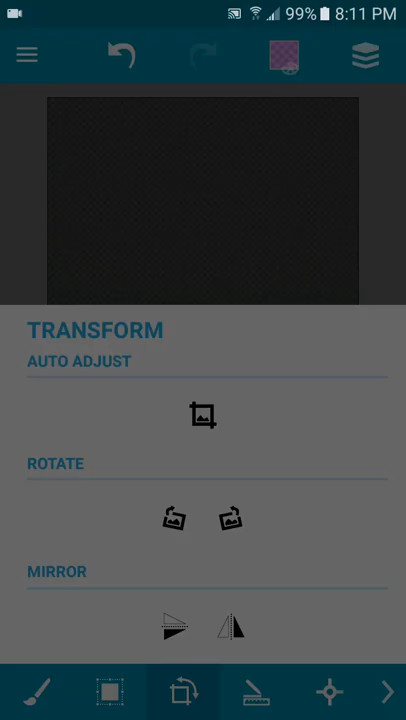 99% 8:11 PM
TRANSFORM
AUTO ADJUST
ROTATE
MIRROR